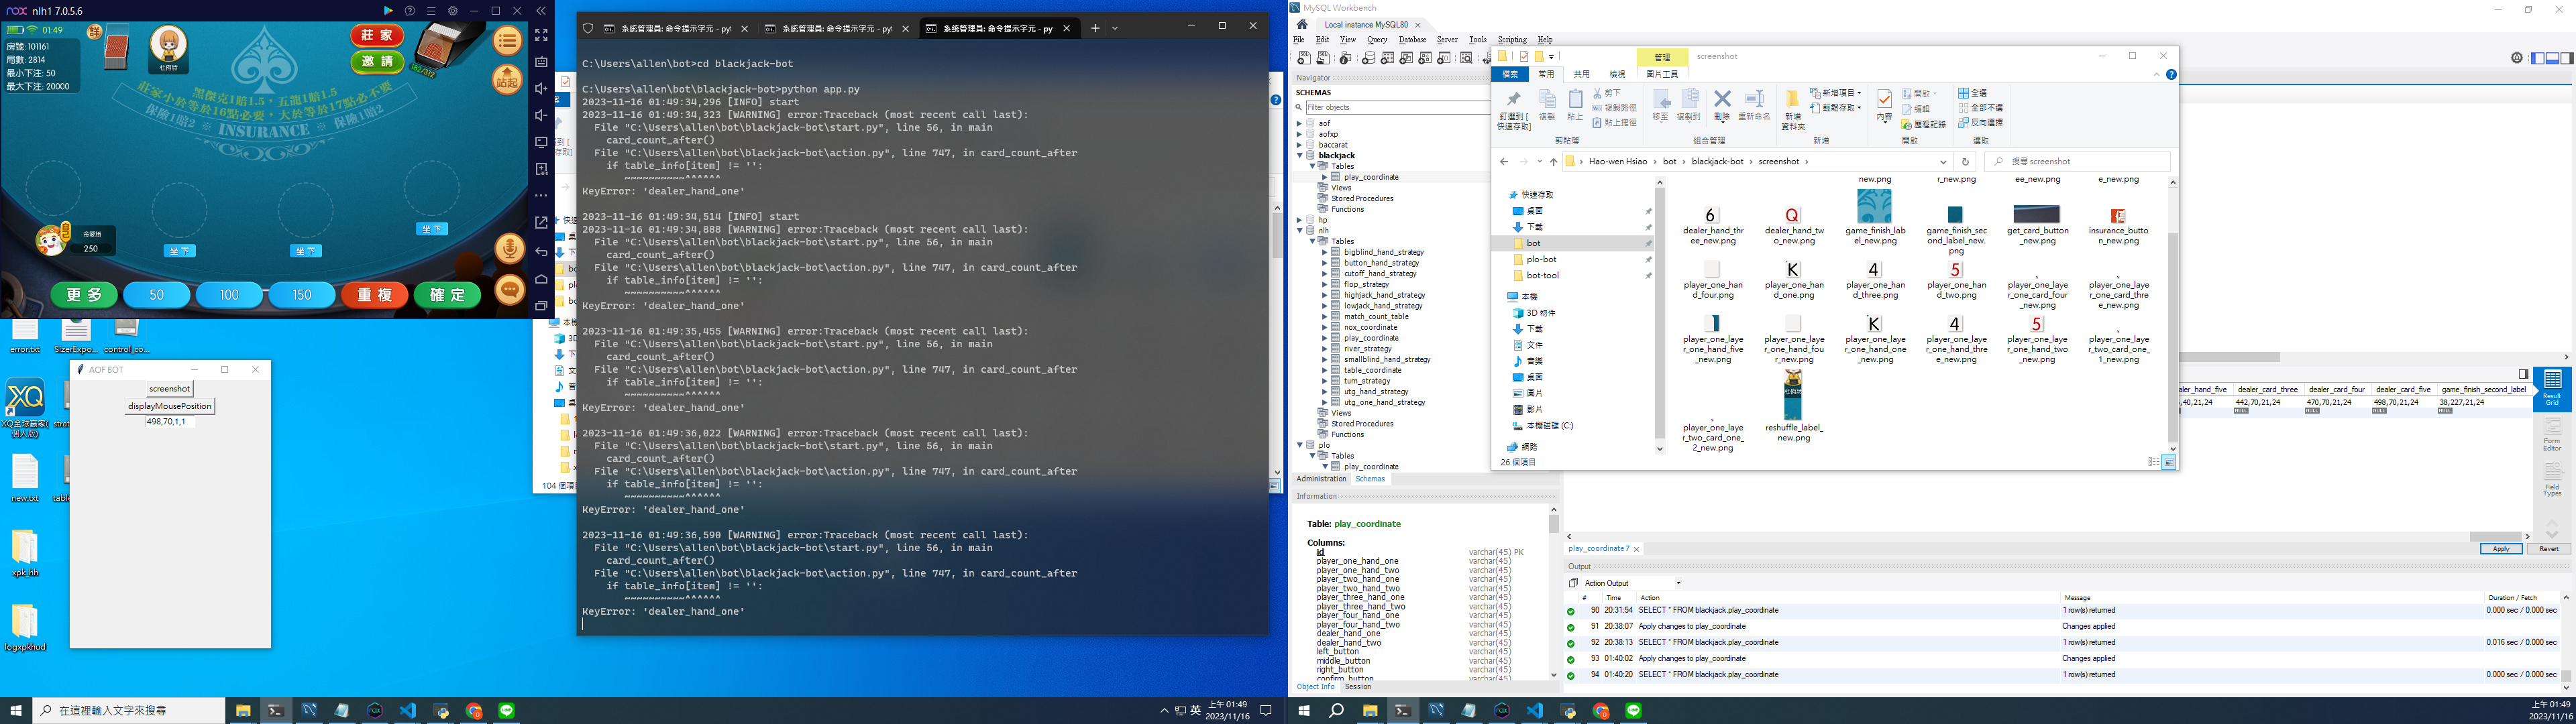 nox nlh1 7.0.5.6
01:49
房號: 101161
局數: 2814
最小下注: 50
最大下注: 20000
莊 家
邀 請
站起
182/312
黑傑克1賠1.5，五龍1賠1.5
莊家小於等於16點必要，大於等於17點必不要
保險1賠2 ※ INSURANCE ※ 保險1賠2
自己
250
坐 下
坐 下
坐 下
更 多
50
100
150
重 複
確 定
error.txt
SizerExpo...
control_co...
XQ全球贏家(個人版)
new.txt
xpk_hh
logxpkhud
AOF BOT
screenshot
displayMousePosition
498,70,1,1
系統管理員: 命令提示字元 - pyt
系統管理員: 命令提示字元 - pyt
系統管理員: 命令提示字元 - py
C:\Users\allen\bot>cd blackjack-bot
C:\Users\allen\bot\blackjack-bot>python app.py
2023-11-16 01:49:34,296 [INFO] start
2023-11-16 01:49:34,323 [WARNING] error:Traceback (most recent call last):
File "C:\Users\allen\bot\blackjack-bot\start.py", line 56, in main
card_count_after()
File "C:\Users\allen\bot\blackjack-bot\action.py", line 747, in card_count_after
if table_info[item] != '':
~~~~~~~~~~^^^^^^
KeyError: 'dealer_hand_one'
2023-11-16 01:49:34,514 [INFO] start
2023-11-16 01:49:34,888 [WARNING] error:Traceback (most recent call last):
File "C:\Users\allen\bot\blackjack-bot\start.py", line 56, in main
card_count_after()
File "C:\Users\allen\bot\blackjack-bot\action.py", line 747, in card_count_after
if table_info[item] != '':
~~~~~~~~~~^^^^^^
KeyError: 'dealer_hand_one'
2023-11-16 01:49:35,455 [WARNING] error:Traceback (most recent call last):
File "C:\Users\allen\bot\blackjack-bot\start.py", line 56, in main
card_count_after()
File "C:\Users\allen\bot\blackjack-bot\action.py", line 747, in card_count_after
if table_info[item] != '':
~~~~~~~~~~^^^^^^
KeyError: 'dealer_hand_one'
2023-11-16 01:49:36,022 [WARNING] error:Traceback (most recent call last):
File "C:\Users\allen\bot\blackjack-bot\start.py", line 56, in main
card_count_after()
File "C:\Users\allen\bot\blackjack-bot\action.py", line 747, in card_count_after
if table_info[item] != '':
~~~~~~~~~~^^^^^^
KeyError: 'dealer_hand_one'
2023-11-16 01:49:36,590 [WARNING] error:Traceback (most recent call last):
File "C:\Users\allen\bot\blackjack-bot\start.py", line 56, in main
card_count_after()
File "C:\Users\allen\bot\blackjack-bot\action.py", line 747, in card_count_after
if table_info[item] != '':
~~~~~~~~~~^^^^^^
KeyError: 'dealer_hand_one'
104 個項目
在這裡輸入文字來搜尋
英
上午 01:49
2023/11/16
MySQL Workbench
Local instance MySQL80
File Edit View Query Database Server Tools Scripting Help
Navigator
SCHEMAS
Filter objects
aof
aofxp
baccarat
blackjack
Tables
play_coordinate
Views
Stored Procedures
Functions
hp
nlh
Tables
bigblind_hand_strategy
button_hand_strategy
cutoff_hand_strategy
flop_strategy
highjack_hand_strategy
lowjack_hand_strategy
match_count_table
nox_coordinate
play_coordinate
river_strategy
smallblind_hand_strategy
table_coordinate
turn_strategy
utg_hand_strategy
utg_one_hand_strategy
Views
Stored Procedures
Functions
plo
Tables
play_coordinate
Administration Schemas
Information
Table: play_coordinate
Columns:
id varchar(45) PK
player_one_hand_one varchar(45)
player_one_hand_two varchar(45)
player_two_hand_one varchar(45)
player_two_hand_two varchar(45)
player_three_hand_one varchar(45)
player_three_hand_two varchar(45)
player_four_hand_one varchar(45)
player_four_hand_two varchar(45)
dealer_hand_one varchar(45)
dealer_hand_two varchar(45)
left_button varchar(45)
middle_button varchar(45)
right_button varchar(45)
confirm_button varchar(45)
Object Info Session
管理
screenshot
檔案 常用 共用 檢視 圖片工具
釘選到 [快速存取]
複製
貼上
剪下
複製路徑
貼上捷徑
剪貼簿
移至
複製到
刪除
重新命名
組合管理
新增資料夾
新增項目
輕鬆存取
新增
內容
開啟
編輯
歷程記錄
開啟
全選
全部不選
反向選擇
選取
Hao-wen Hsiao
bot
blackjack-bot
screenshot
搜尋 screenshot
快速存取
桌面
下載
bot
plo-bot
bot-tool
本機
3D 物件
下載
文件
音樂
桌面
圖片
影片
本機磁碟 (C:)
網路
26 個項目
new.png
r_new.png
ee_new.png
e_new.png
dealer_hand_three_new.png
dealer_hand_two_new.png
game_finish_label_new.png
game_finish_second_label_new.png
get_card_button_new.png
insurance_button_new.png
player_one_hand_four.png
player_one_hand_one.png
player_one_hand_three.png
player_one_hand_two.png
player_one_layer_one_card_four_new.png
player_one_layer_one_card_three_new.png
player_one_layer_one_hand_five_new.png
player_one_layer_one_hand_four_new.png
player_one_layer_one_hand_one_new.png
player_one_layer_one_hand_three_new.png
player_one_layer_one_hand_two_new.png
player_one_layer_two_card_one_1_new.png
player_one_layer_two_card_one_2_new.png
reshuffle_label_new.png
aler_hand_five dealer_card_three dealer_card_four dealer_card_five game_finish_second_label
,40,21,24 442,70,21,24 470,70,21,24 498,70,21,24 38,227,21,24
NULL NULL NULL NULL
Result Grid
Form Editor
Field Types
play_coordinate 7
Apply Revert
Output
Action Output
# Time Action Message Duration / Fetch
90 20:31:54 SELECT * FROM blackjack.play_coordinate 1 row(s) returned 0.000 sec / 0.000 sec
91 20:38:07 Apply changes to play_coordinate Changes applied
92 20:38:13 SELECT * FROM blackjack.play_coordinate 1 row(s) returned 0.016 sec / 0.000 sec
93 01:40:02 Apply changes to play_coordinate Changes applied
94 01:40:20 SELECT * FROM blackjack.play_coordinate 1 row(s) returned 0.000 sec / 0.000 sec
上午 01:49
2023/11/16